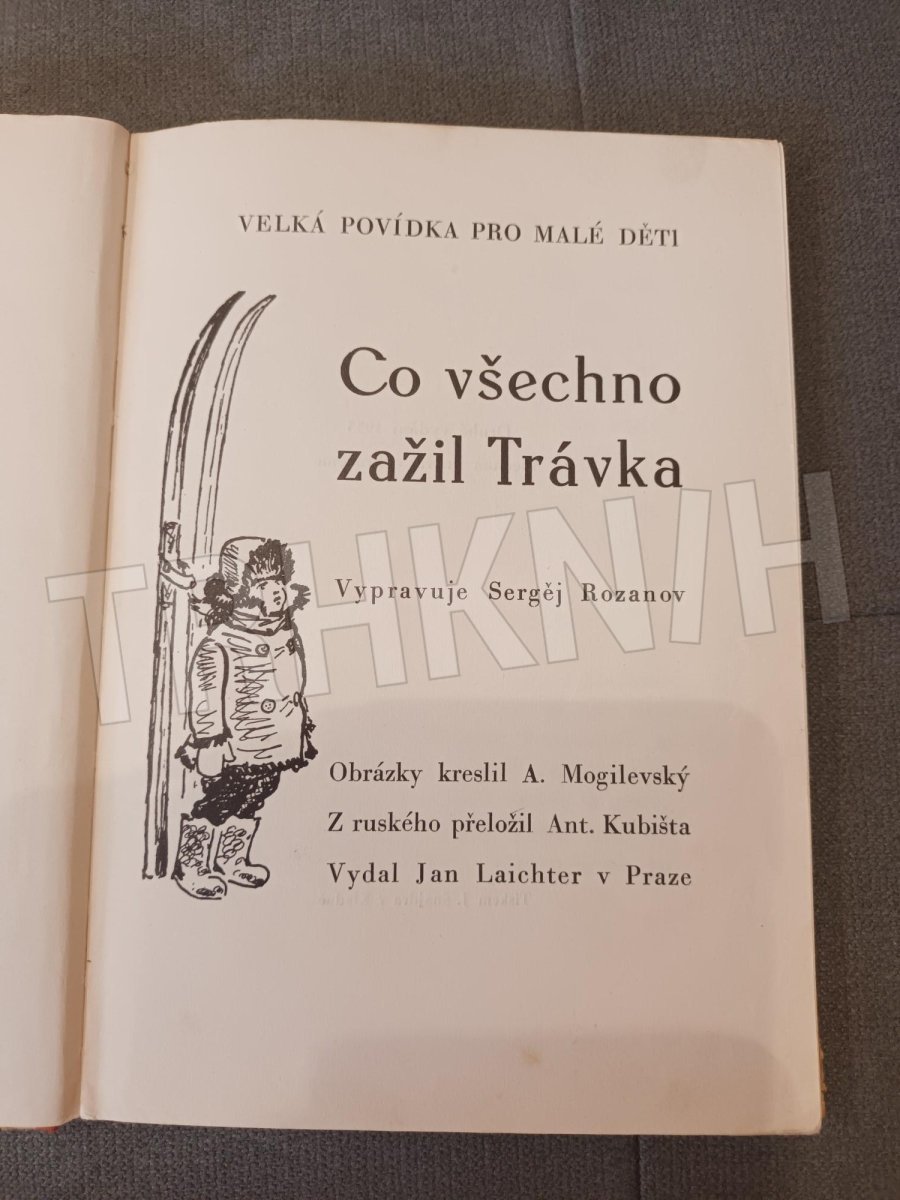 VELKÁ POVÍDKA PRO MALÉ DĚTI
Co všechno
zažil Trávka
Vypravuje Sergěj Rozanov
Obrázky kreslil A. Mogilevský
Z ruského přeložil Ant. Kubišta
Vydal Jan Laichter v Praze